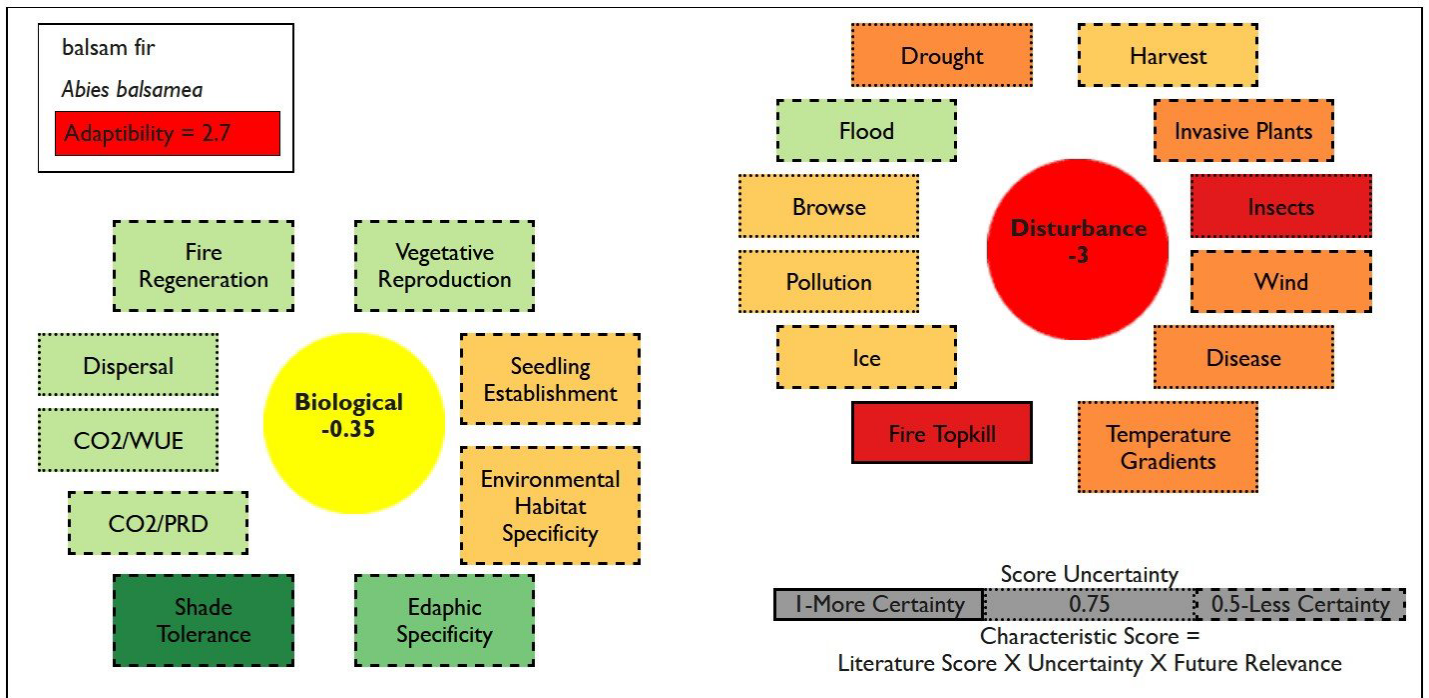 balsam fir
Abies balsamea
Adaptibility = 2.7
Fire
Regeneration
Vegetative
Reproduction
Dispersal
CO2/WUE
CO2/PRD
Biological
-0.35
Seedling
Establishment
Environmental
Habitat
Specificity
Shade
Tolerance
Edaphic
Specificity
Drought
Harvest
Flood
Invasive Plants
Browse
Insects
Disturbance
-3
Pollution
Wind
Ice
Disease
Fire Topkill
Temperature
Gradients
Score Uncertainty
1-More Certainty
0.75
0.5-Less Certainty
Characteristic Score =
Literature Score X Uncertainty X Future Relevance